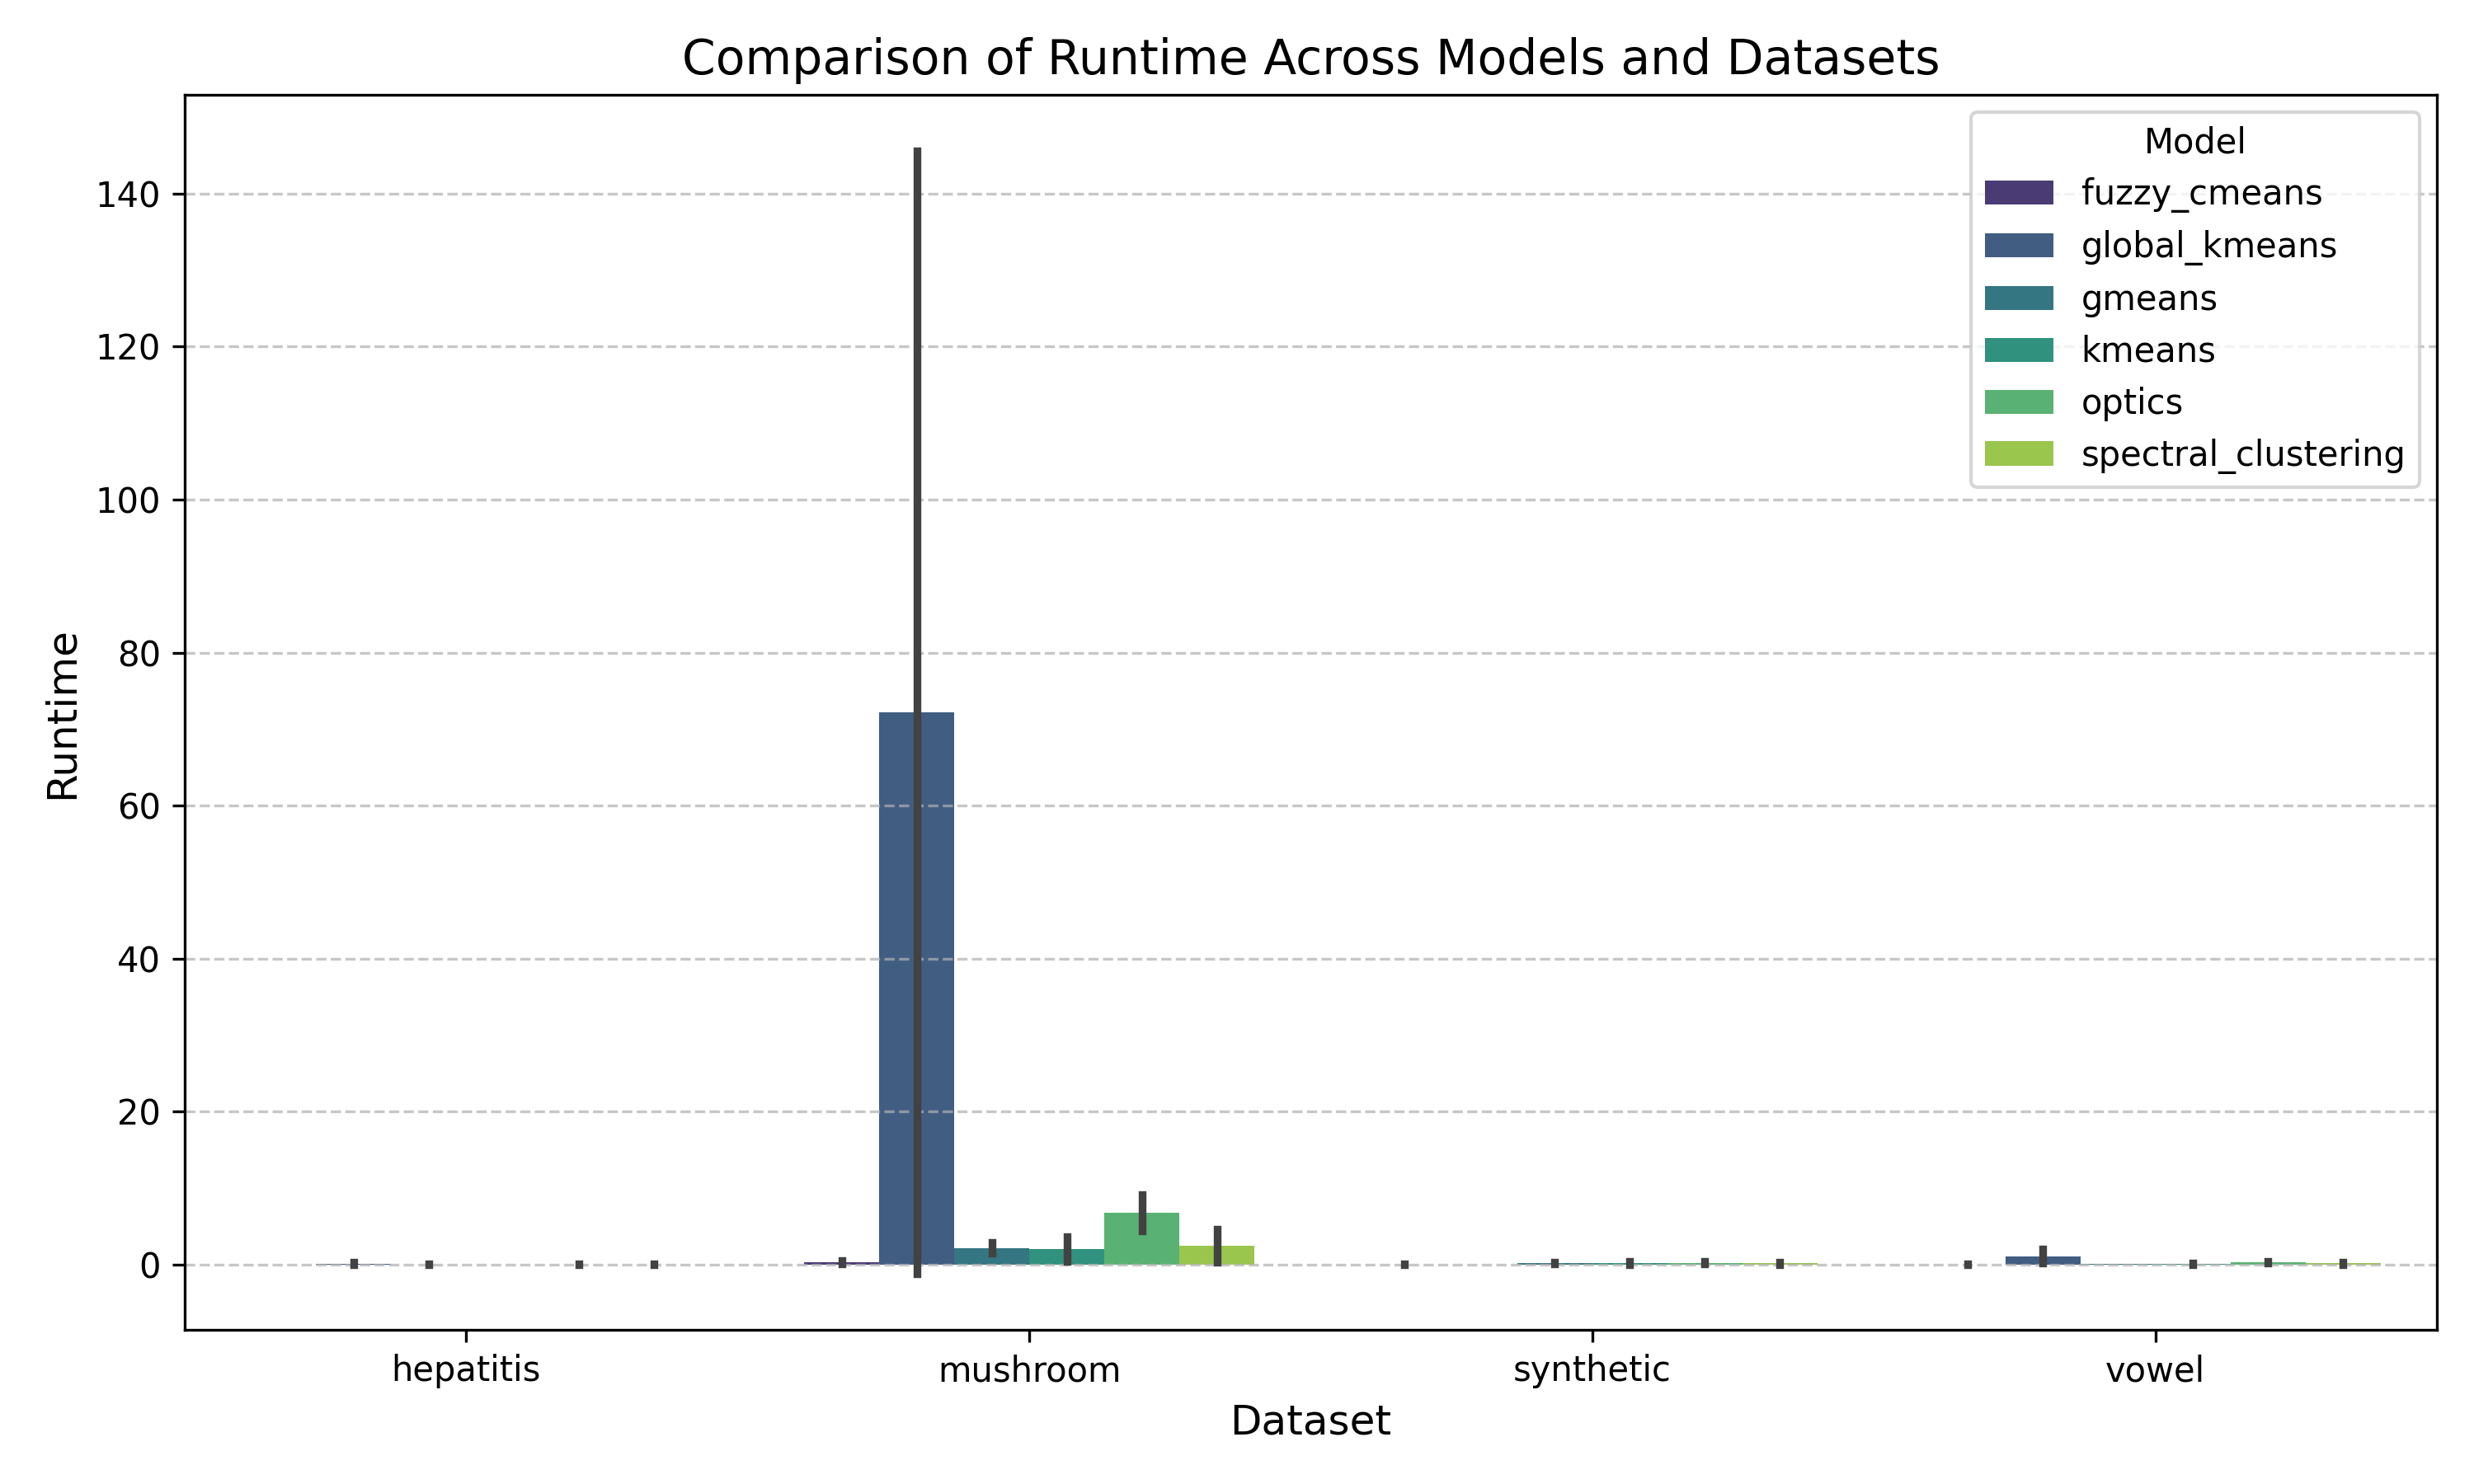 Comparison of Runtime Across Models and Datasets
Model
fuzzy_cmeans
global_kmeans
gmeans
kmeans
optics
spectral_clustering
Runtime
140
120
100
80
60
40
20
0
hepatitis
mushroom
synthetic
vowel
Dataset